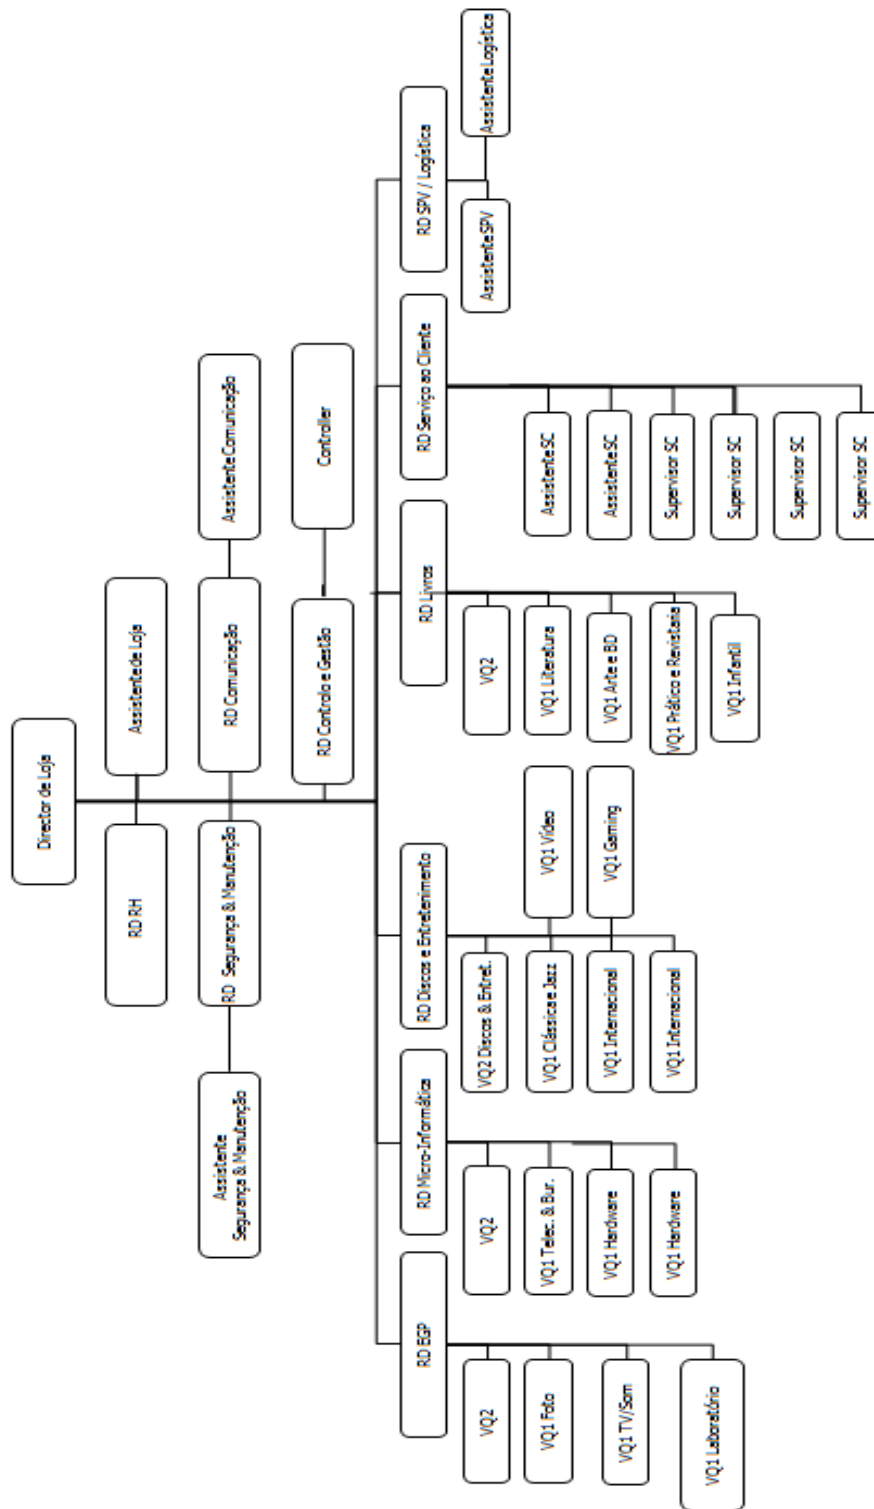 Director de Loja
RD RH
Assistente de Loja
Assistente
Segurança & Manutenção
RD Segurança & Manutenção
RD Comunicação
Assistente Comunicação
RD Controlo e Gestão
Controller
RD EGP
RD Micro-Informática
RD Discos e Entretenimento
RD Livros
RD Serviço ao Cliente
RD SPV / Logística
VQ2
VQ1 Foto
VQ1 TV/Som
VQ1 Laboratório
VQ2
VQ1 Telec. & Bur.
VQ1 Hardware
VQ1 Hardware
VQ2 Discos & Entret.
VQ1 Clássica e Jazz
VQ1 Internacional
VQ1 Internacional
VQ1 Vídeo
VQ1 Gaming
VQ2
VQ1 Literatura
VQ1 Arte e BD
VQ1 Prático e Revistaria
VQ1 Infantil
Assistente SC
Assistente SC
Supervisor SC
Supervisor SC
Supervisor SC
Supervisor SC
Assistente SPV
Assistente Logística